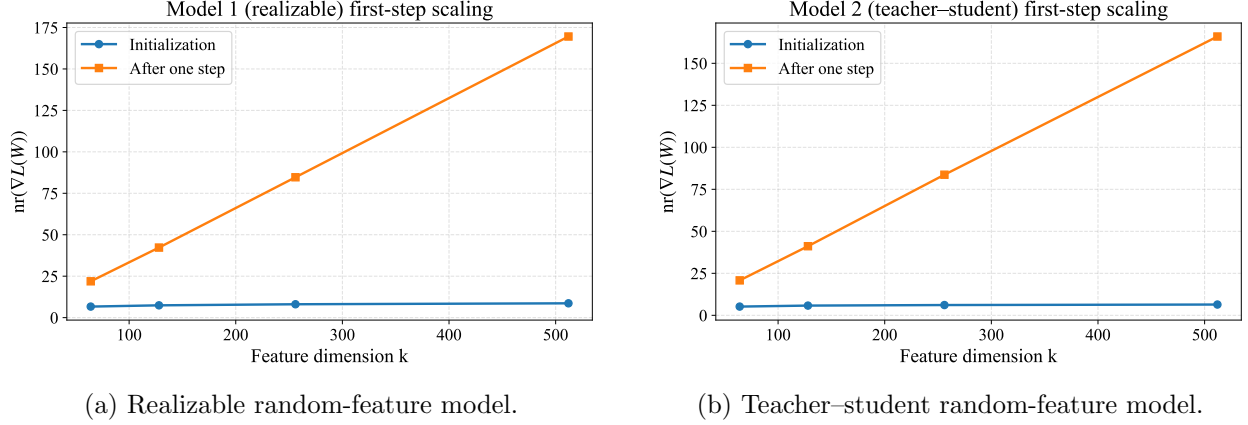 Model 1 (realizable) first-step scaling
175
150
125
100
75
50
25
0
nr(∇L(W))
Initialization
After one step
100
200
300
400
500
Feature dimension k
(a) Realizable random-feature model.
Model 2 (teacher–student) first-step scaling
150
125
100
75
50
25
0
nr(∇L(W))
Initialization
After one step
100
200
300
400
500
Feature dimension k
(b) Teacher–student random-feature model.